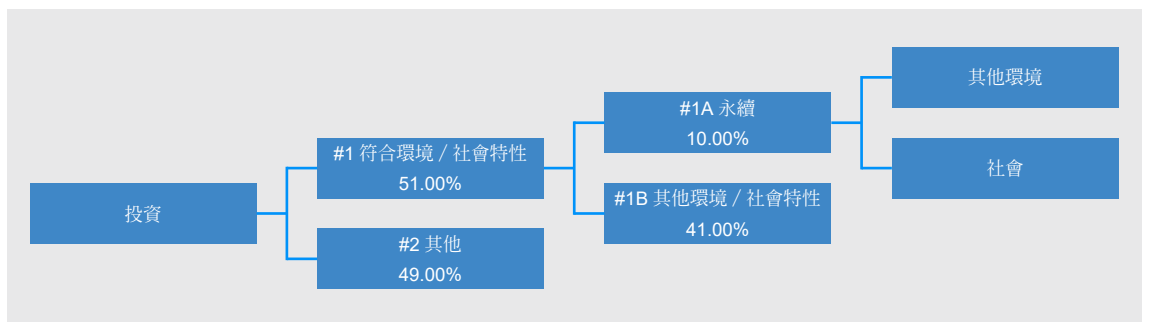 投資
#1 符合環境 / 社會特性
51.00%
#2 其他
49.00%
#1A 永續
10.00%
#1B 其他環境 / 社會特性
41.00%
其他環境
社會